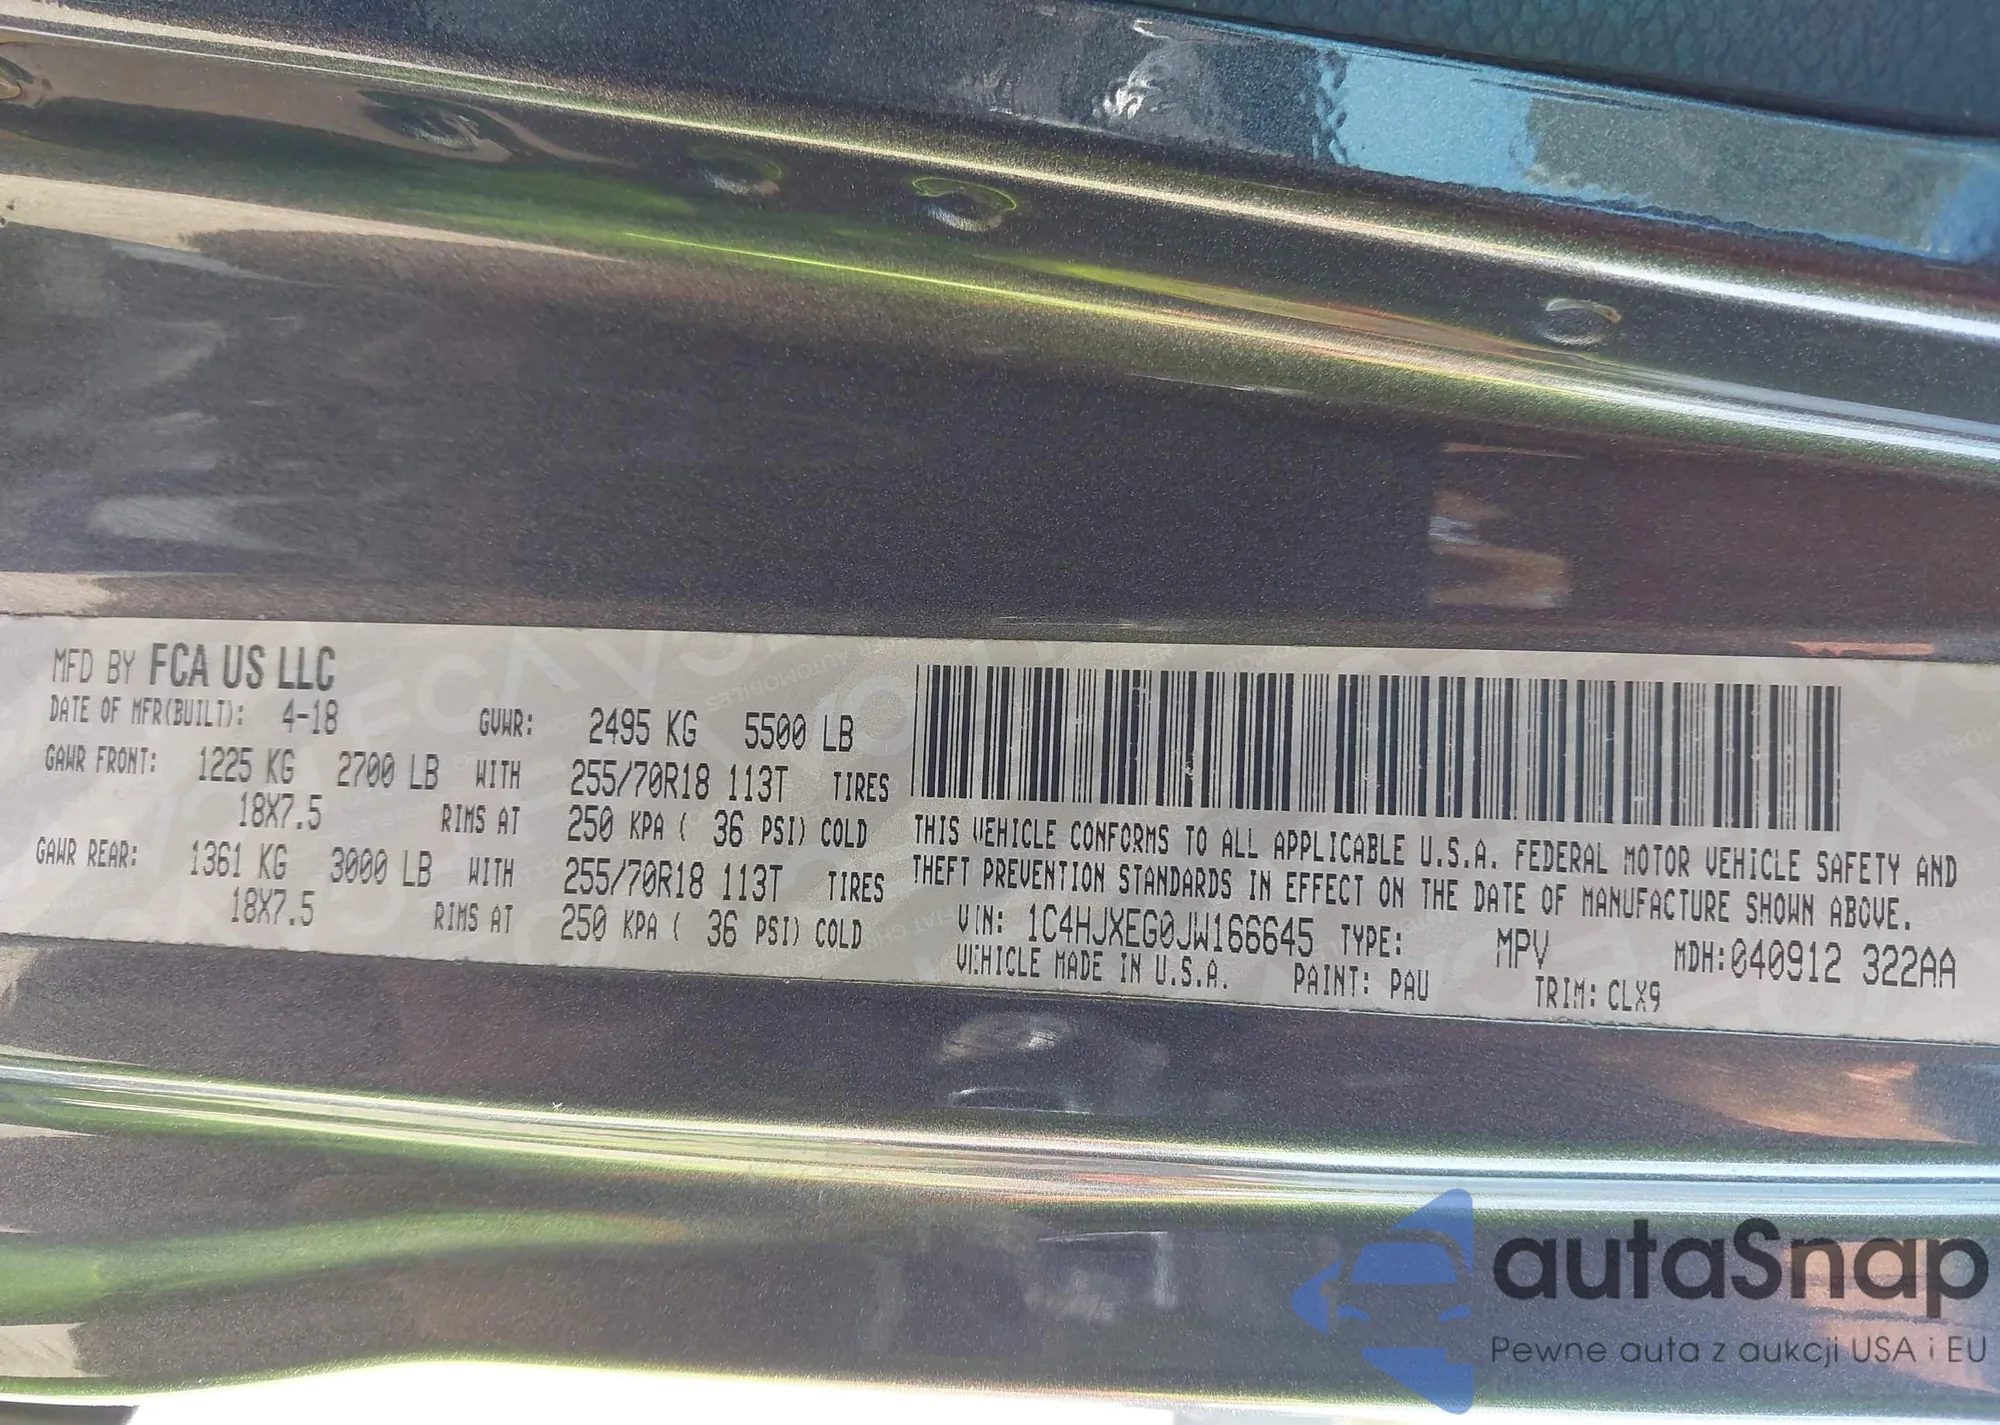 MFD BY FCA US LLC
DATE OF MFR(BUILT): 4-18 GVWR: 2495 KG 5500 LB
GAWR FRONT: 1225 KG 2700 LB WITH 255/70R18 113T TIRES
18X7.5 RIMS AT 250 KPA ( 36 PSI) COLD
GAWR REAR: 1361 KG 3000 LB WITH 255/70R18 113T TIRES
18X7.5 RIMS AT 250 KPA ( 36 PSI) COLD
THIS VEHICLE CONFORMS TO ALL APPLICABLE U.S.A. FEDERAL MOTOR VEHICLE SAFETY AND
THEFT PREVENTION STANDARDS IN EFFECT ON THE DATE OF MANUFACTURE SHOWN ABOVE.
VIN: 1C4HJXEG0JW166645 TYPE: MPV MDH:040912 322AA
VEHICLE MADE IN U.S.A. PAINT: PAU TRIM: CLX9
autaSnap
Pewne auta z aukcji USA i EU